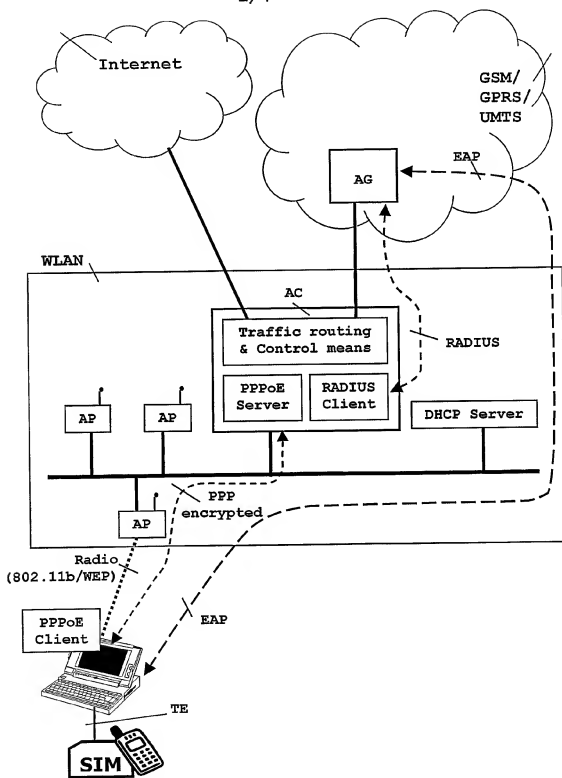 Internet
GSM/
GPRS/
UMTS
AG
EAP
WLAN
AC
Traffic routing
& Control means
RADIUS
PPPoE
Server
RADIUS
Client
AP
AP
DHCP Server
PPP
encrypted
AP
Radio
(802.11b/WEP)
PPPoE
Client
EAP
TE
SIM